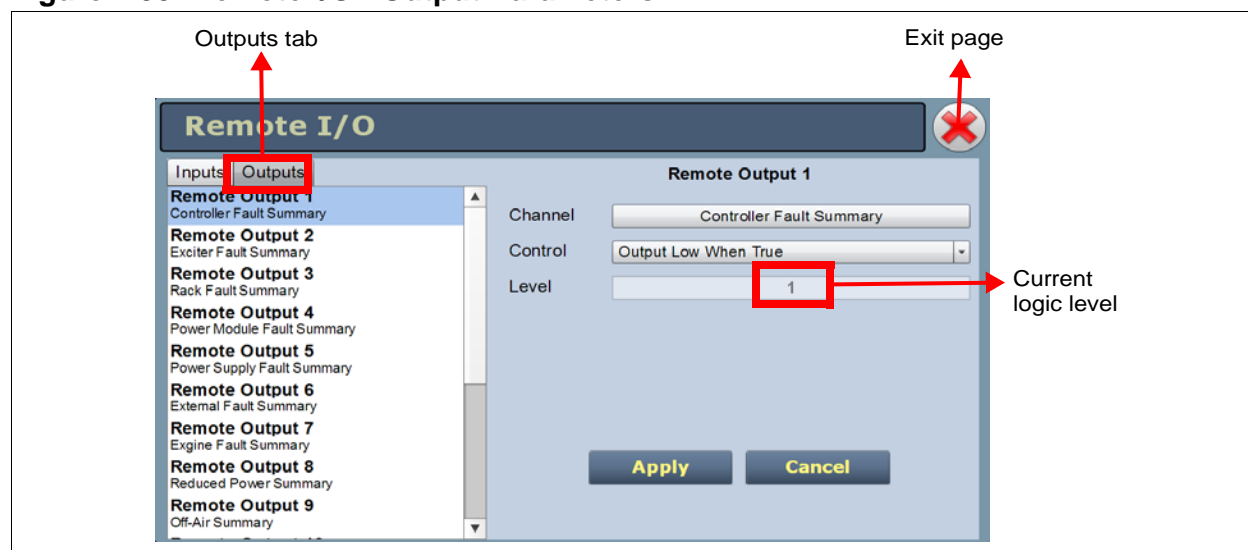 Outputs tab
Exit page
Remote I/O
Inputs Outputs
Remote Output 1
Controller Fault Summary
Remote Output 2
Exciter Fault Summary
Remote Output 3
Rack Fault Summary
Remote Output 4
Power Module Fault Summary
Remote Output 5
Power Supply Fault Summary
Remote Output 6
External Fault Summary
Remote Output 7
Exgine Fault Summary
Remote Output 8
Reduced Power Summary
Remote Output 9
Off-Air Summary
Remote Output 1
Channel
Controller Fault Summary
Control
Output Low When True
Level
1
Current
logic level
Apply
Cancel